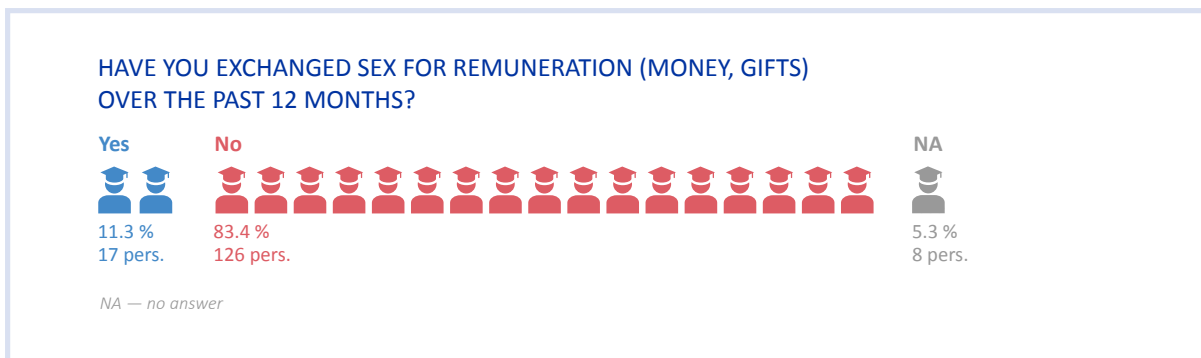 HAVE YOU EXCHANGED SEX FOR REMUNERATION (MONEY, GIFTS)
OVER THE PAST 12 MONTHS?
Yes No NA
11.3 % 83.4 % 5.3 %
17 pers. 126 pers. 8 pers.
NA — no answer